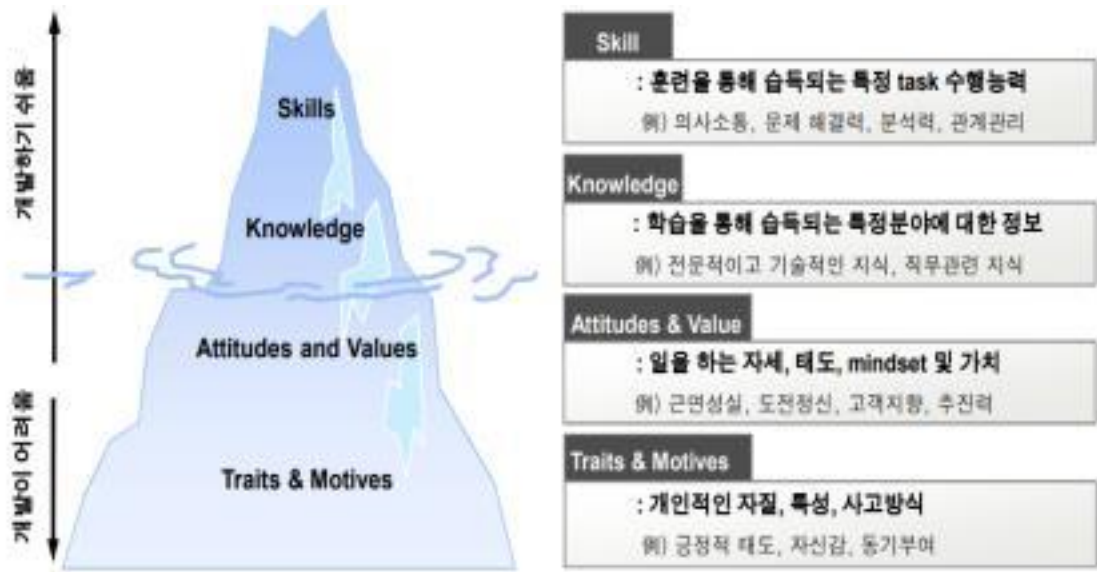 개발하기 쉬움
개발이 어려움
Skills
Knowledge
Attitudes and Values
Traits & Motives
Skill
: 훈련을 통해 습득되는 특정 task 수행능력
例) 의사소통, 문제 해결력, 분석력, 관계관리
Knowledge
: 학습을 통해 습득되는 특정분야에 대한 정보
例) 전문적이고 기술적인 지식, 직무관련 지식
Attitudes & Value
: 일을 하는 자세, 태도, mindset 및 가치
例) 근면성실, 도전정신, 고객지향, 추진력
Traits & Motives
: 개인적인 자질, 특성, 사고방식
例) 긍정적 태도, 자신감, 동기부여